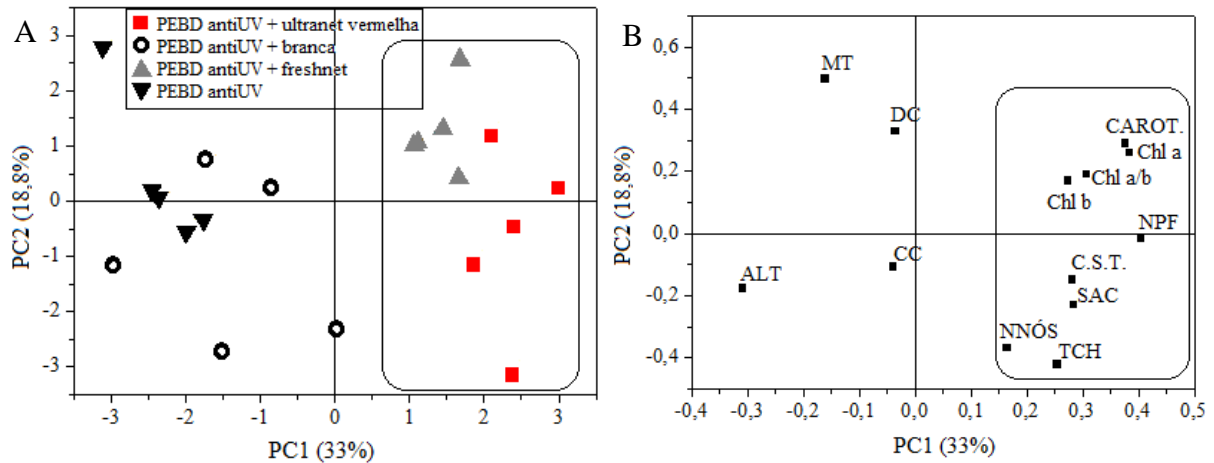 A
PEBD antiUV + ultranet vermelha
PEBD antiUV + branca
PEBD antiUV + freshnet
PEBD antiUV
3
2
1
0
-1
-2
-3
PC2 (18,8%)
-3
-2
-1
0
1
2
3
PC1 (33%)
B
0,6
0,4
0,2
0,0
-0,2
-0,4
PC2 (18,8%)
MT
DC
CAROT.
Chl a
Chl a/b
Chl b
NPF
CC
C.S.T.
ALT
SAC
NNÓS
TCH
-0,4
-0,3
-0,2
-0,1
0,0
0,1
0,2
0,3
0,4
0,5
PC1 (33%)